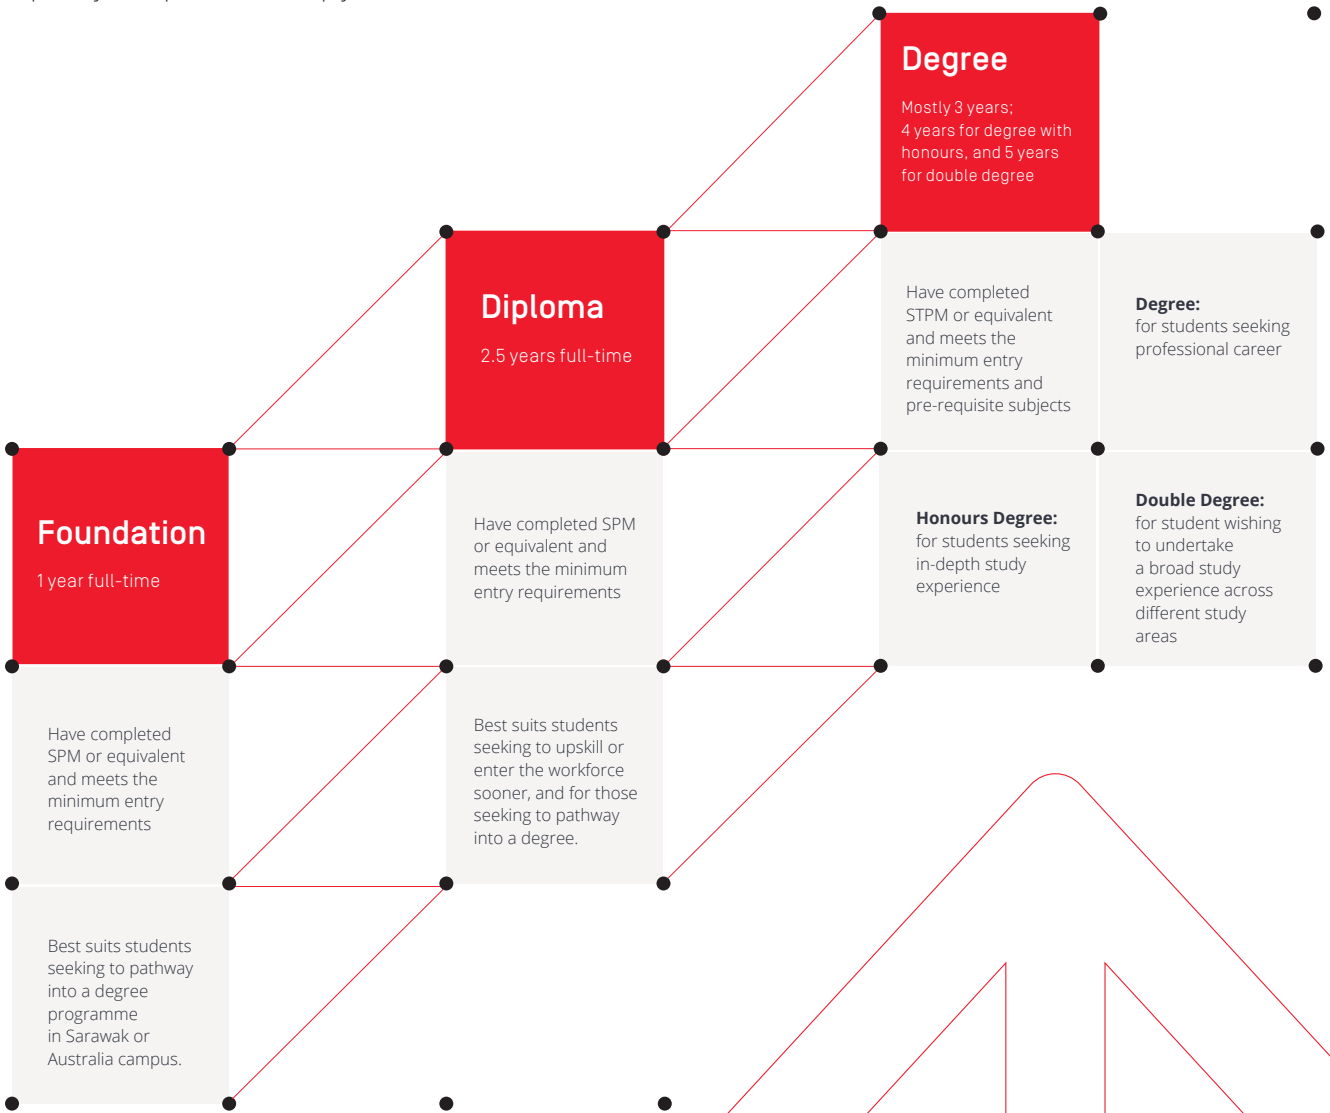 Foundation
1 year full-time
Have completed
SPM or equivalent
and meets the
minimum entry
requirements
Best suits students
seeking to pathway
into a degree
programme
in Sarawak or
Australia campus.
Diploma
2.5 years full-time
Have completed SPM
or equivalent and
meets the minimum
entry requirements
Best suits students
seeking to upskill or
enter the workforce
sooner, and for those
seeking to pathway
into a degree.
Degree
Mostly 3 years;
4 years for degree with
honours, and 5 years
for double degree
Have completed
STPM or equivalent
and meets the
minimum entry
requirements and
pre-requisite subjects
Degree:
for students seeking
professional career
Honours Degree:
for students seeking
in-depth study
experience
Double Degree:
for student wishing
to undertake
a broad study
experience across
different study
areas